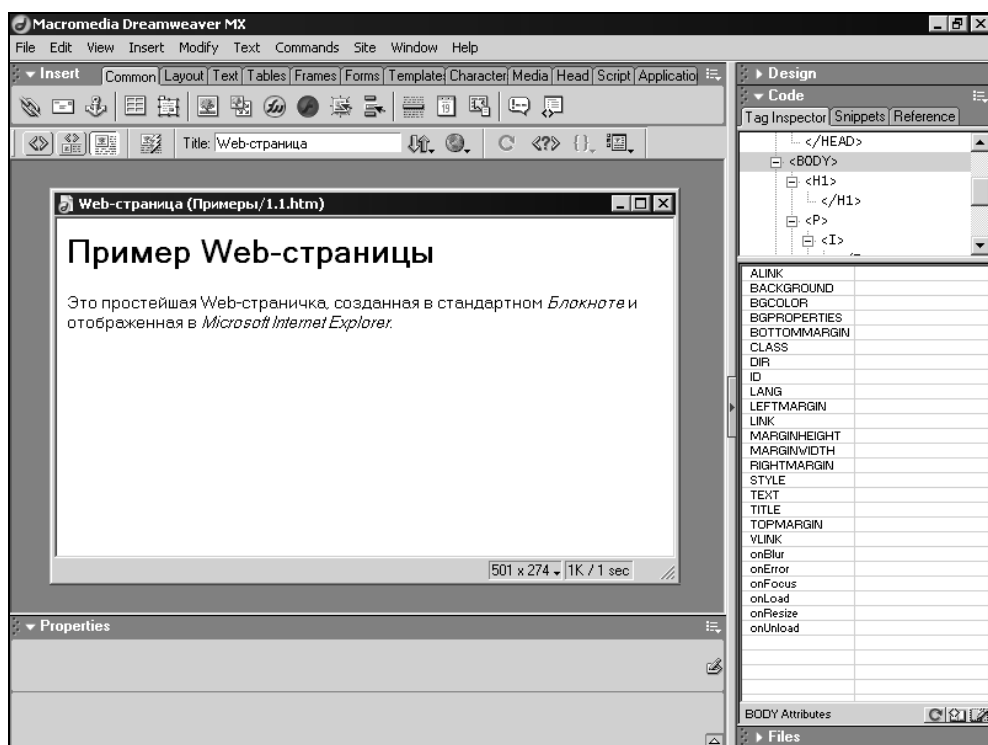 Macromedia Dreamweaver MX
File Edit View Insert Modify Text Commands Site Window Help
Insert Common Layout Text Tables Frames Forms Template Character Media Head Script Applicatio
Title: Web-страница
Web-страница (Примеры/1.1.htm)
Пример Web-страницы
Это простейшая Web-страничка, созданная в стандартном Блокноте и
отображенная в Microsoft Internet Explorer.
501 x 274 1K / 1 sec
Properties
Design
Code
Tag Inspector Snippets Reference
</HEAD>
<BODY>
<H1>
</H1>
<P>
<I>
ALINK
BACKGROUND
BGCOLOR
BGPROPERTIES
BOTTOMMARGIN
CLASS
DIR
ID
LANG
LEFTMARGIN
LINK
MARGINHEIGHT
MARGINWIDTH
RIGHTMARGIN
STYLE
TEXT
TITLE
TOPMARGIN
VLINK
onBlur
onError
onFocus
onLoad
onResize
onUnload
BODY Attributes
Files